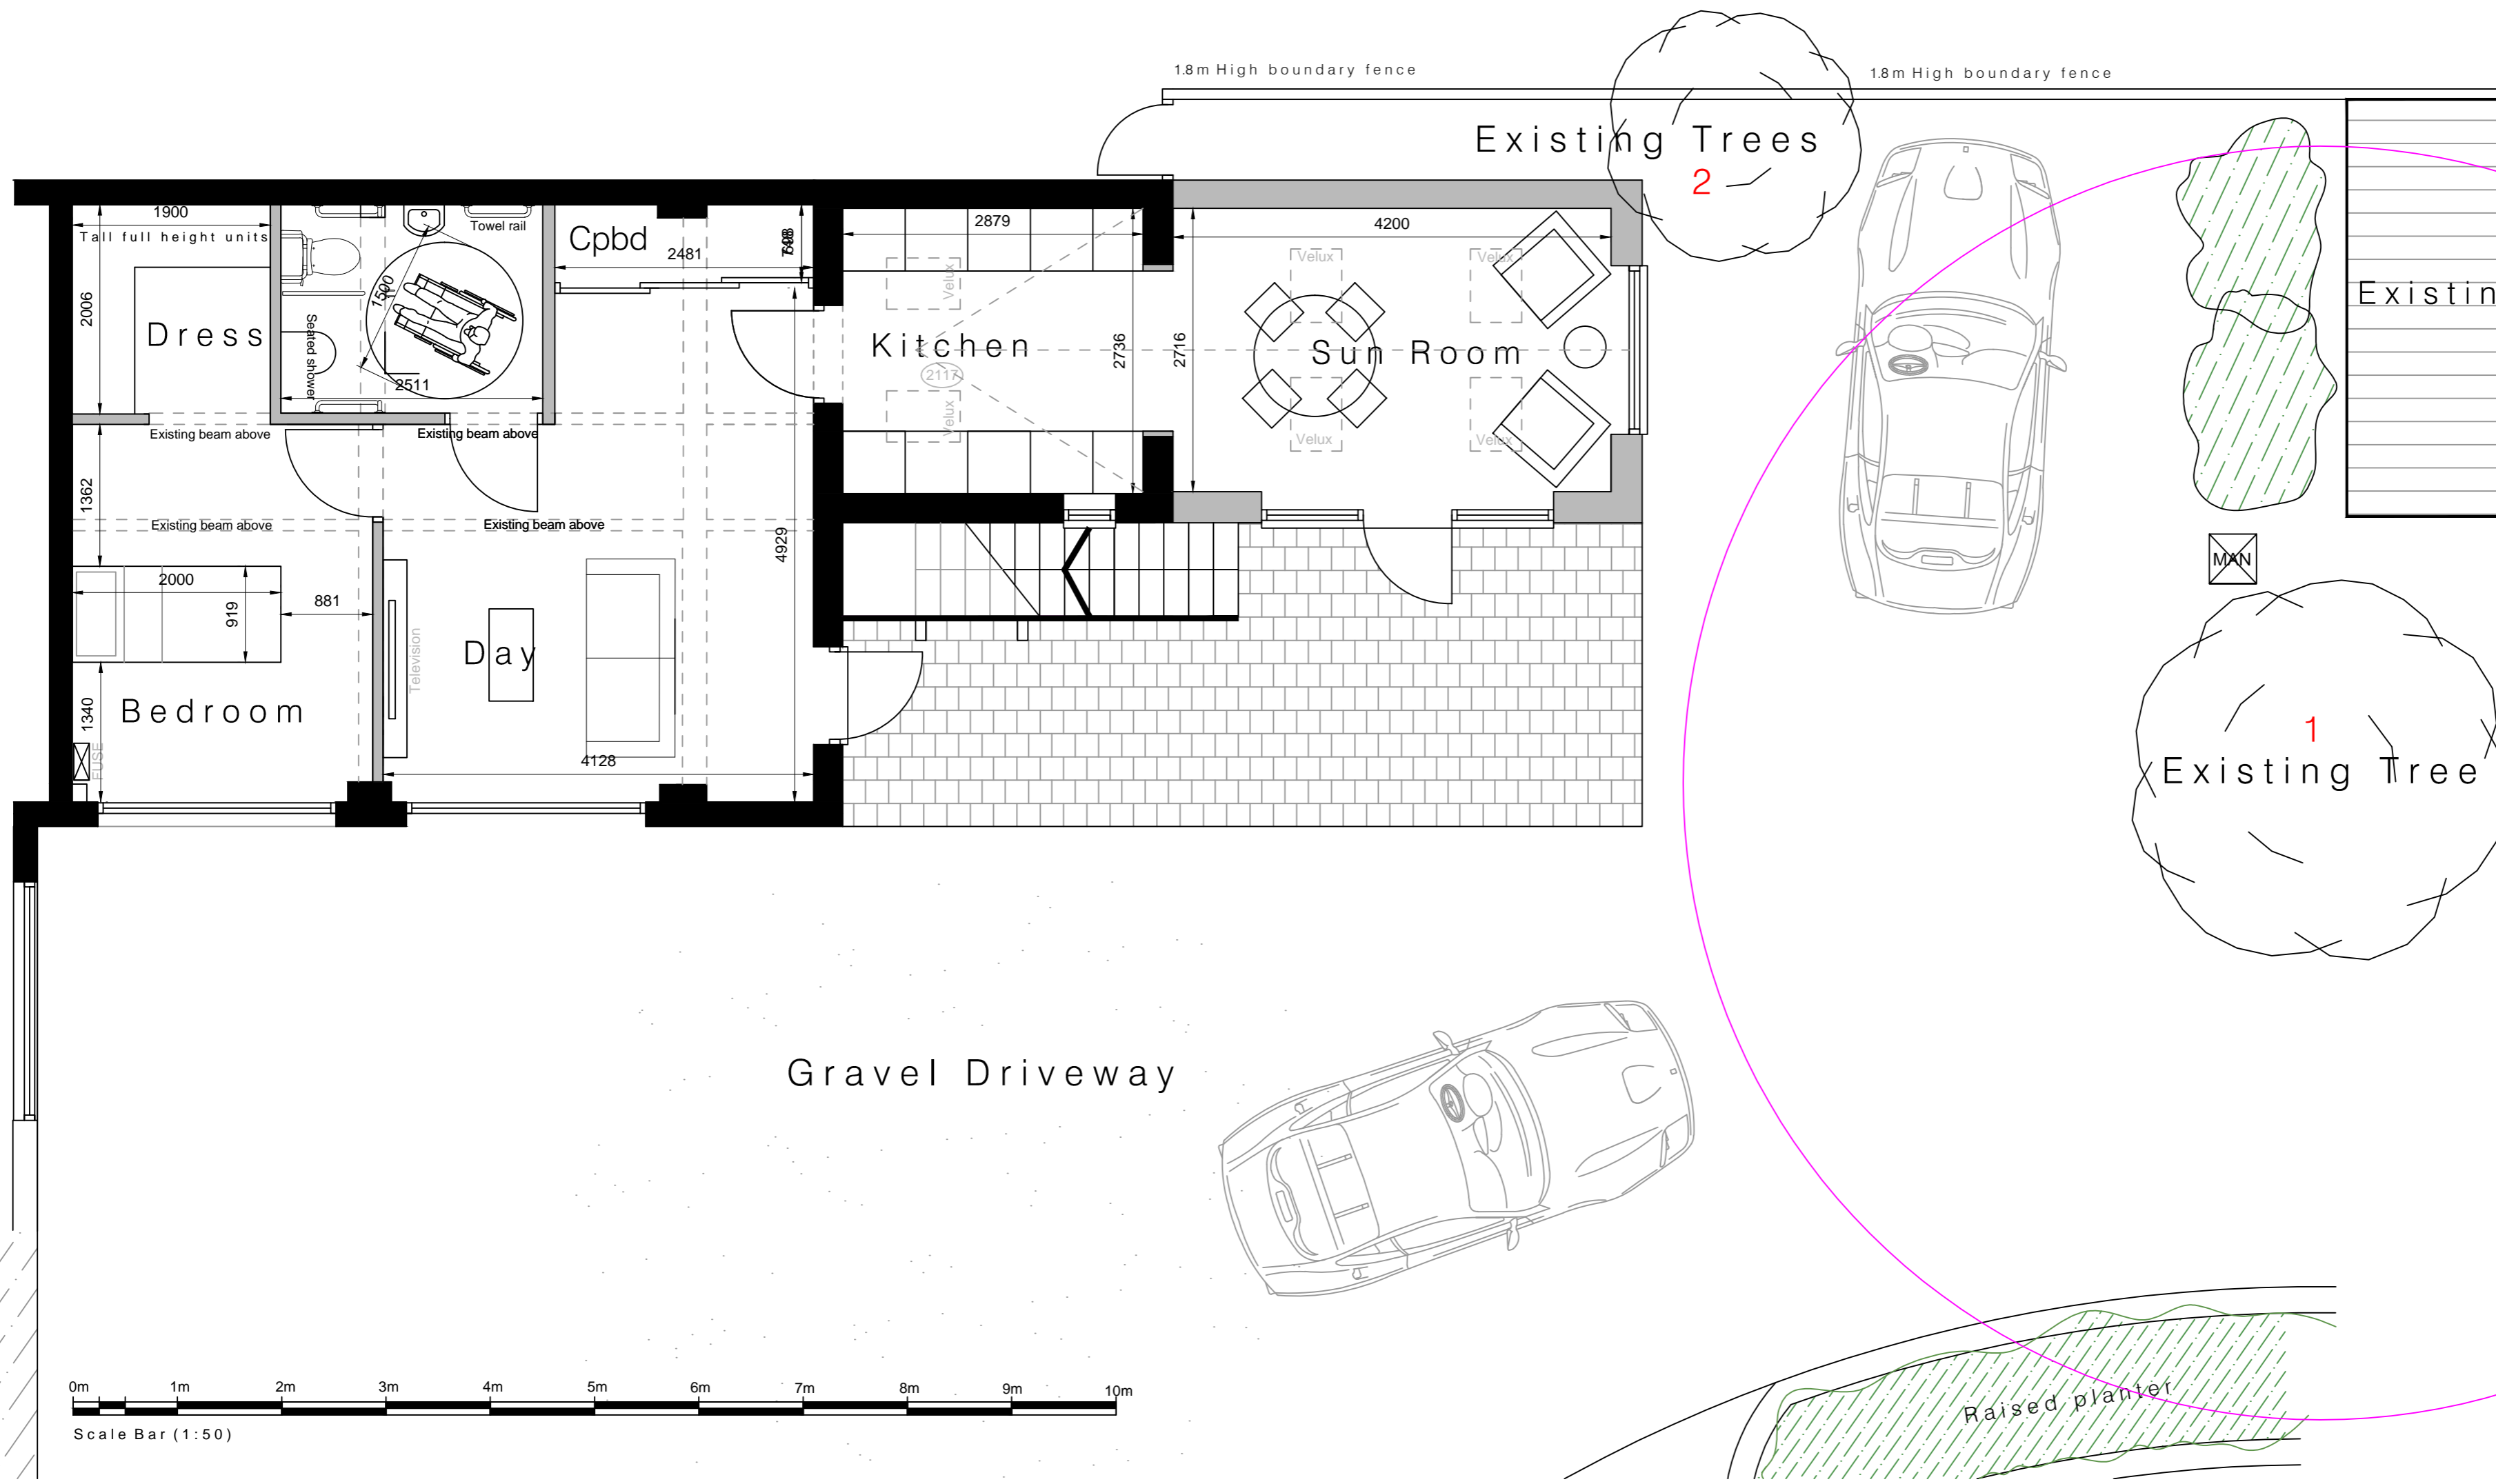 1.8m High boundary fence
1.8m High boundary fence
Existing Trees
2
1900
Tall full height units
Towel rail
Cpbd
2481
2879
4200
Velux
Velux
Velux
Velux
Velux
Velux
Existin
2006
Dress
1500
Seated shower
2511
Kitchen
2117
2736
2716
Sun Room
Existing beam above
Existing beam above
1362
Existing beam above
Existing beam above
4929
MAN
2000
919
881
Day
Television
Bedroom
1340
FUSE
4128
1
Existing Tree
Gravel Driveway
0m 1m 2m 3m 4m 5m 6m 7m 8m 9m 10m
Scale Bar (1:50)
Raised planter